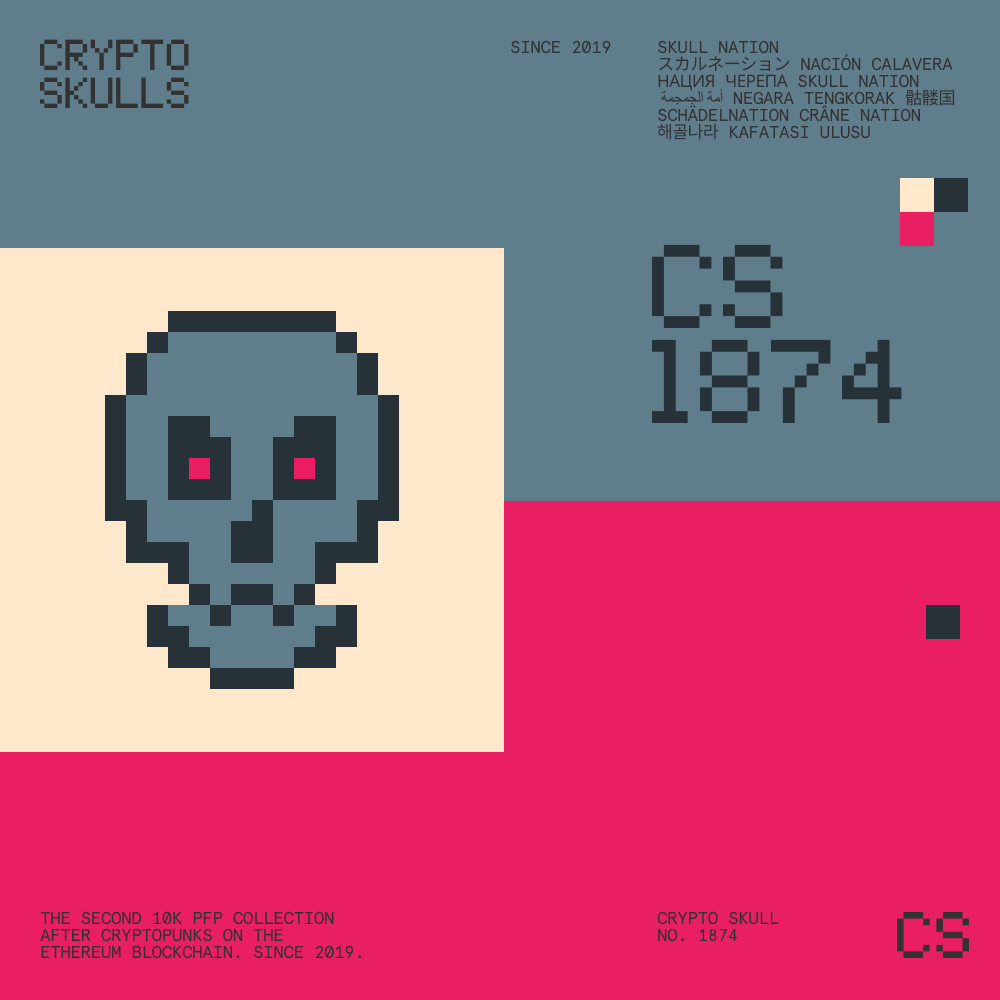 CRYPTO
SKULLS
SINCE 2019
SKULL NATION
スカルネーション NACIÓN CALAVERA
НАЦИЯ ЧЕРЕПА SKULL NATION
أمة الجمجمة NEGARA TENGKORAK 骷髅国
SCHÄDELNATION CRÂNE NATION
해골나라 KAFATASI ULUSU
CS
1874
THE SECOND 10K PFP COLLECTION
AFTER CRYPTOPUNKS ON THE
ETHEREUM BLOCKCHAIN. SINCE 2019.
CRYPTO SKULL
NO. 1874
CS